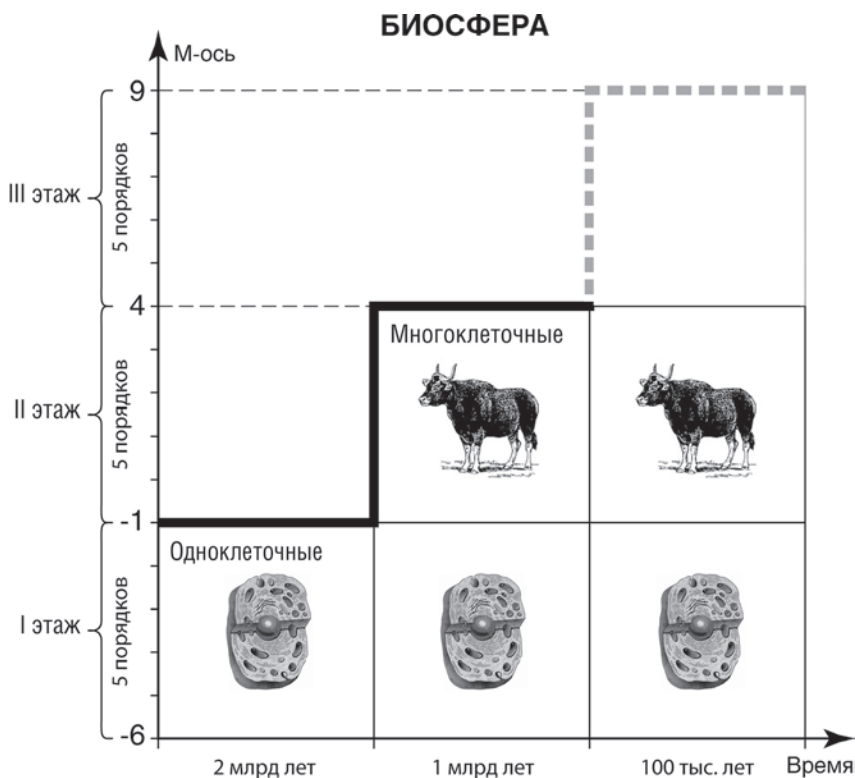 БИОСФЕРА
М-ось
9
III этаж
5 порядков
4
Многоклеточные
II этаж
5 порядков
-1
Одноклеточные
I этаж
5 порядков
-6
2 млрд лет
1 млрд лет
100 тыс. лет
Время